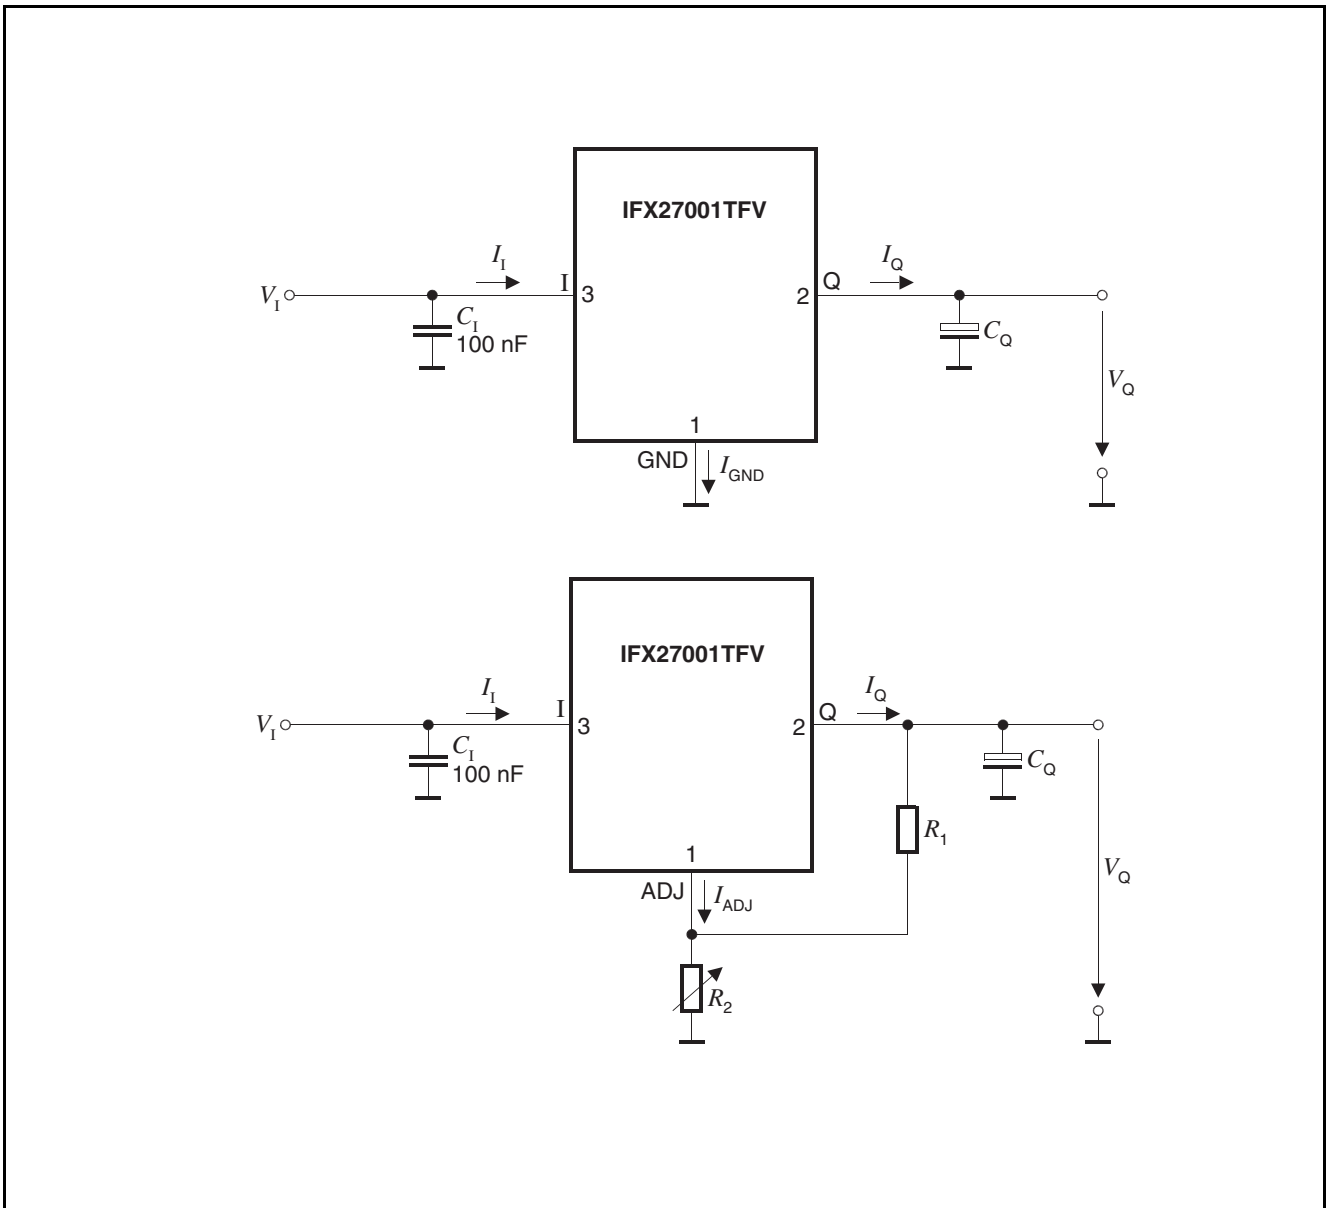 IFX27001TFV
I_I
I_Q
V_I
I
3
2
Q
C_I
100 nF
C_Q
V_Q
1
GND
I_GND
IFX27001TFV
I_I
I_Q
V_I
I
3
2
Q
C_I
100 nF
C_Q
R_1
1
V_Q
ADJ
I_ADJ
R_2